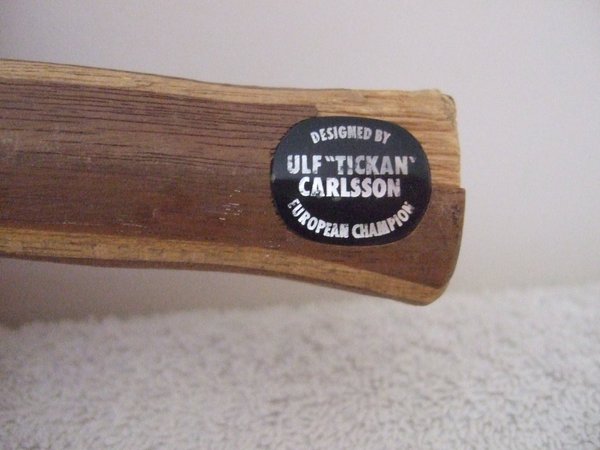 DESIGNED BY
ULF "TICKAN"
CARLSSON
EUROPEAN CHAMPION